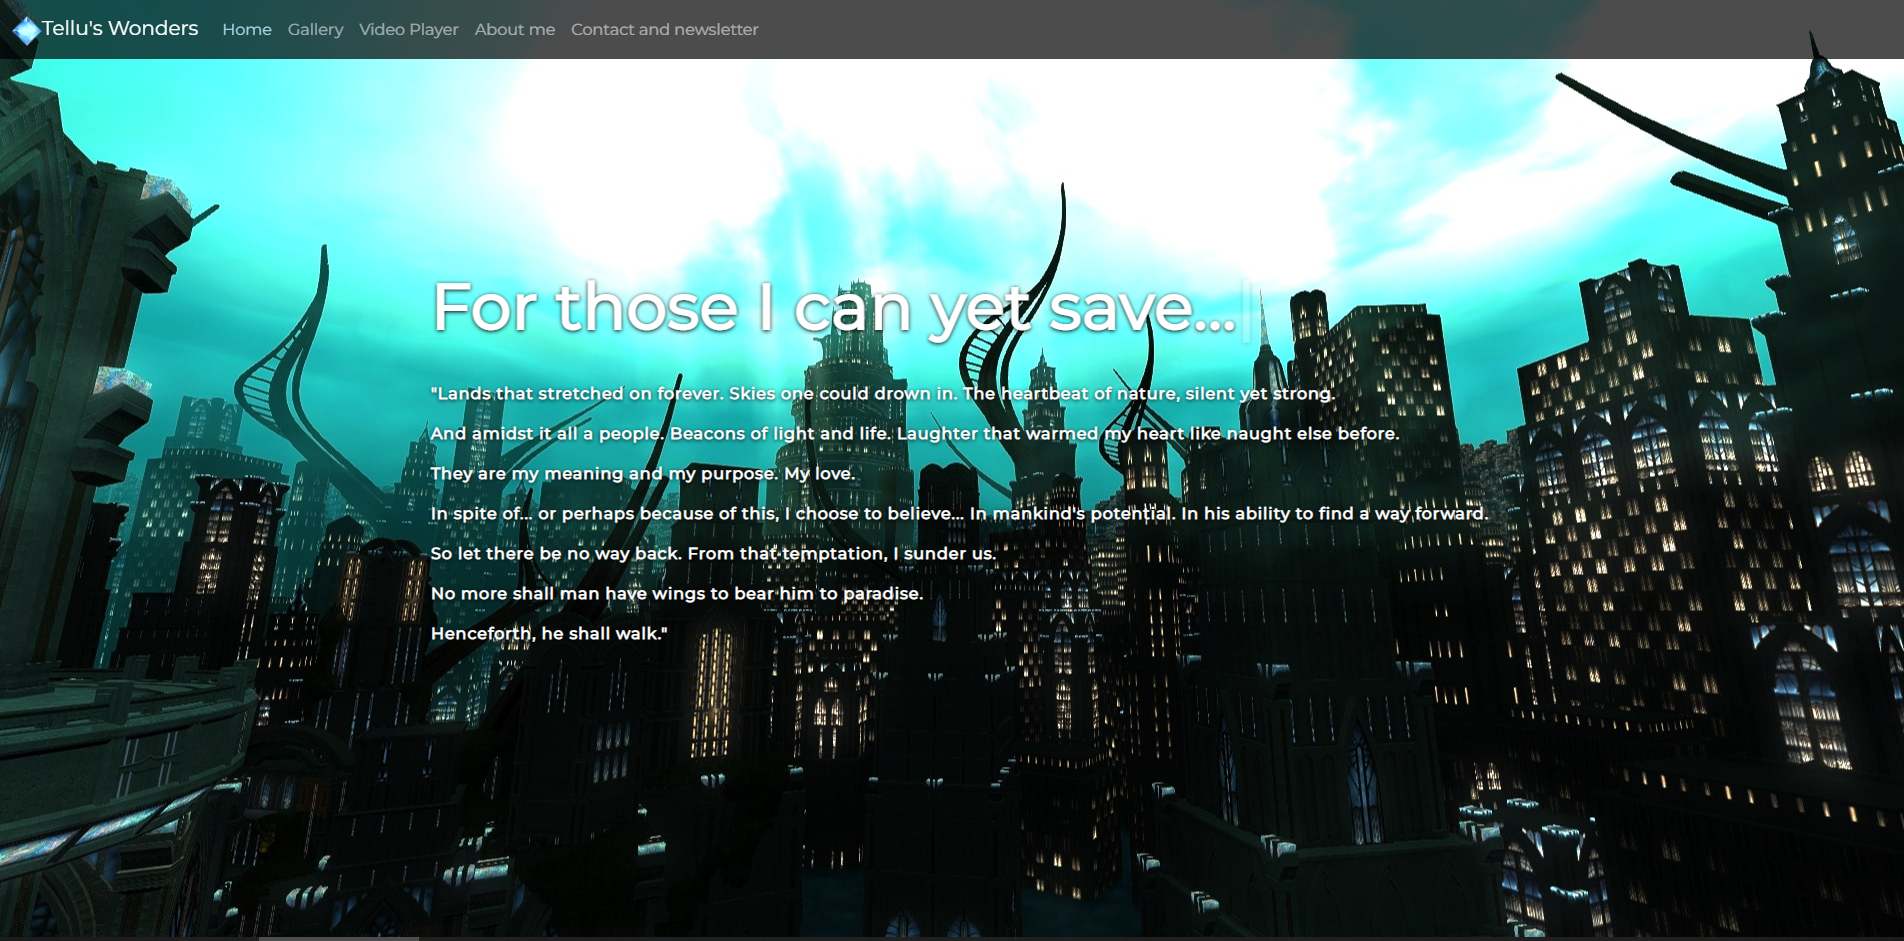 Tellu's Wonders Home Gallery Video Player About me Contact and newsletter
For those I can yet save...
"Lands that stretched on forever. Skies one could drown in. The heartbeat of nature, silent yet strong.
And amidst it all a people. Beacons of light and life. Laughter that warmed my heart like naught else before.
They are my meaning and my purpose. My love.
In spite of... or perhaps because of this, I choose to believe... In mankind's potential. In his ability to find a way forward.
So let there be no way back. From that temptation, I sunder us.
No more shall man have wings to bear him to paradise.
Henceforth, he shall walk."